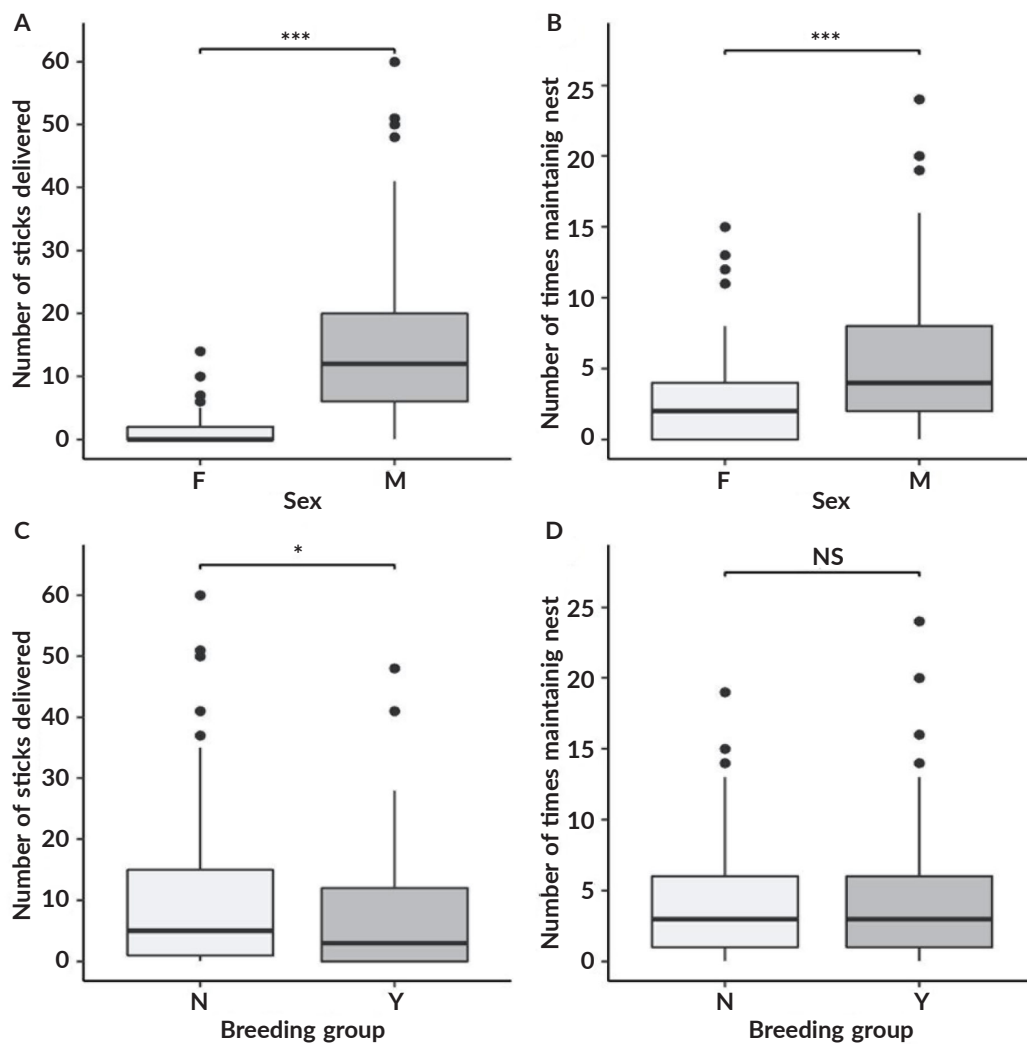 A
***
Number of sticks delivered
60
50
40
30
20
10
0
F
M
Sex
B
***
Number of times maintainig nest
25
20
15
10
5
0
F
M
Sex
C
*
Number of sticks delivered
60
50
40
30
20
10
0
N
Y
Breeding group
D
NS
Number of times maintainig nest
25
20
15
10
5
0
N
Y
Breeding group